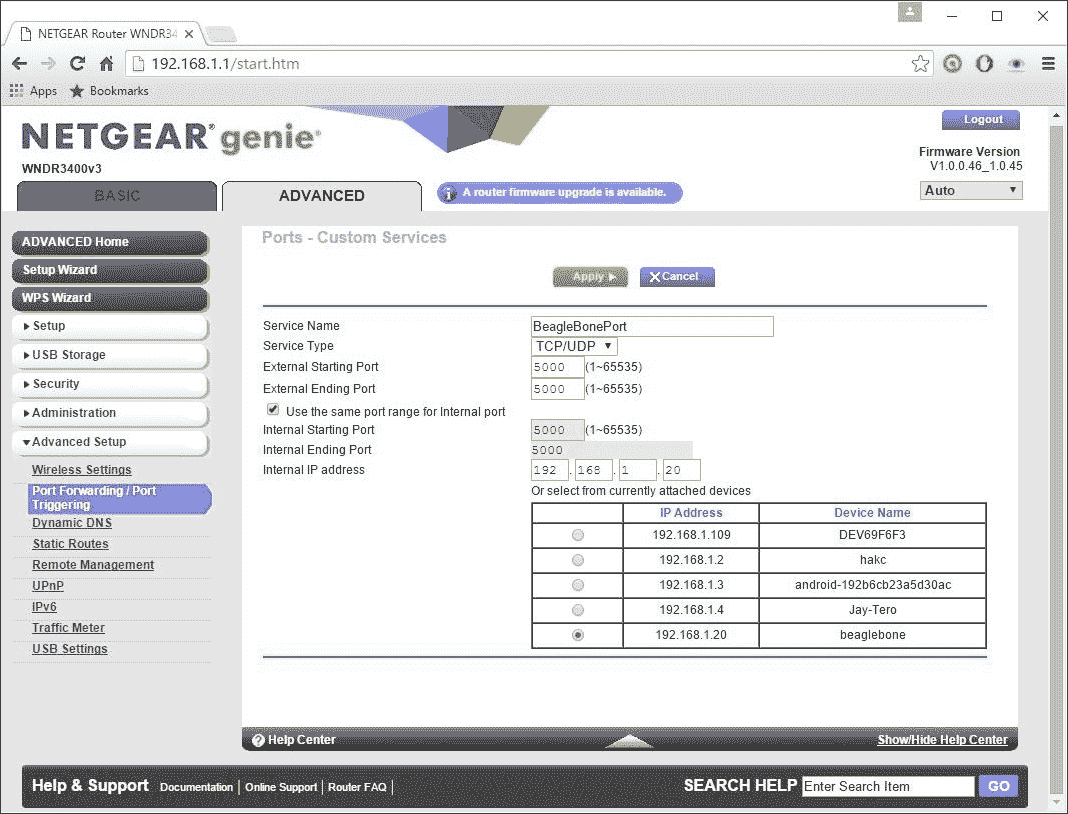 NETGEAR Router WNDR34
192.168.1.1/start.htm
Apps Bookmarks
NETGEAR® genie®
Logout
WNDR3400v3
Firmware Version
V1.0.0.46_1.0.45
BASIC
ADVANCED
A router firmware upgrade is available.
Auto
ADVANCED Home
Setup Wizard
WPS Wizard
Setup
USB Storage
Security
Administration
Advanced Setup
Wireless Settings
Port Forwarding / Port
Triggering
Dynamic DNS
Static Routes
Remote Management
UPnP
IPv6
Traffic Meter
USB Settings
Ports - Custom Services
Apply Cancel
Service Name BeagleBonePort
Service Type TCP/UDP
External Starting Port 5000 (1~65535)
External Ending Port 5000 (1~65535)
Use the same port range for Internal port
Internal Starting Port 5000 (1~65535)
Internal Ending Port 5000
Internal IP address 192 . 168 . 1 . 20
Or select from currently attached devices
IP Address Device Name
192.168.1.109 DEV69F6F3
192.168.1.2 hakc
192.168.1.3 android-192b6cb23a5d30ac
192.168.1.4 Jay-Tero
192.168.1.20 beaglebone
Help Center Show/Hide Help Center
Help & Support Documentation | Online Support | Router FAQ | SEARCH HELP Enter Search Item GO